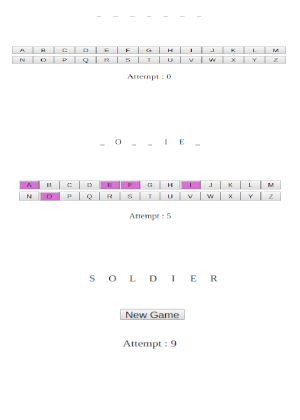 _ _ _ _ _ _ _
A B C D E F G H I J K L M
N O P Q R S T U V W X Y Z
Attempt : 0
_ O _ _ I E _
A B C D E F G H I J K L M
N O P Q R S T U V W X Y Z
Attempt : 5
S O L D I E R
New Game
Attempt : 9